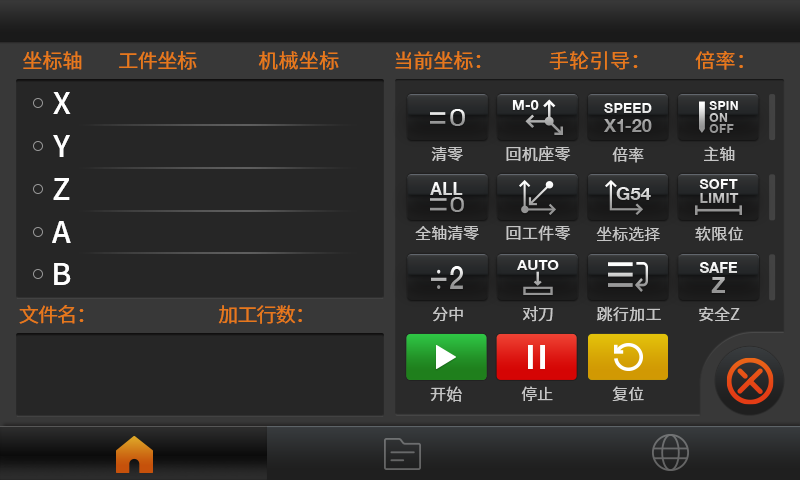 坐标轴 工件坐标 机械坐标 当前坐标： 手轮引导： 倍率：
X
Y
Z
A
B
=0
M-0
SPEED
X1-20
SPIN
ON
OFF
清零 回机座零 倍率 主轴
ALL
=0
G54
SOFT
LIMIT
全轴清零 回工件零 坐标选择 软限位
÷2
AUTO
SAFE
Z
分中 对刀 跳行加工 安全Z
文件名： 加工行数：
开始 停止 复位